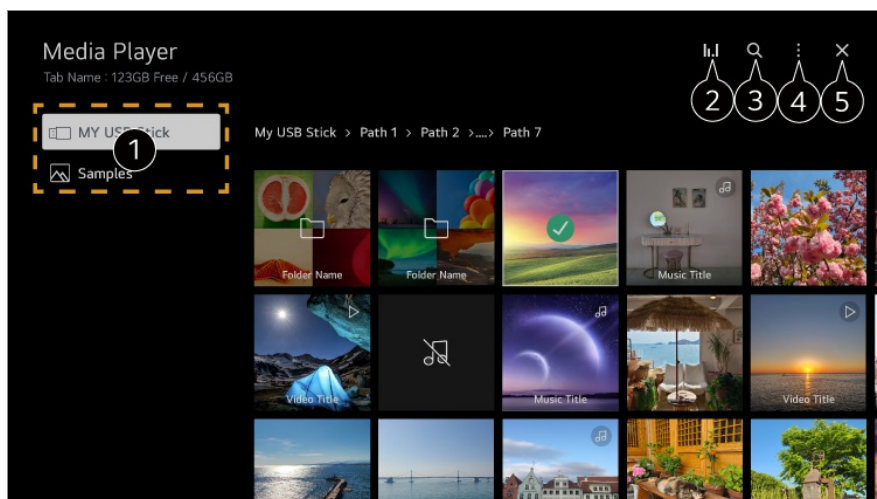 Media Player
Tab Name : 123GB Free / 456GB
2 3 4 5
MY USB Stick
1
Samples
My USB Stick > Path 1 > Path 2 >....> Path 7
Folder Name
Folder Name
Music Title
Video Title
Music Title
Video Title